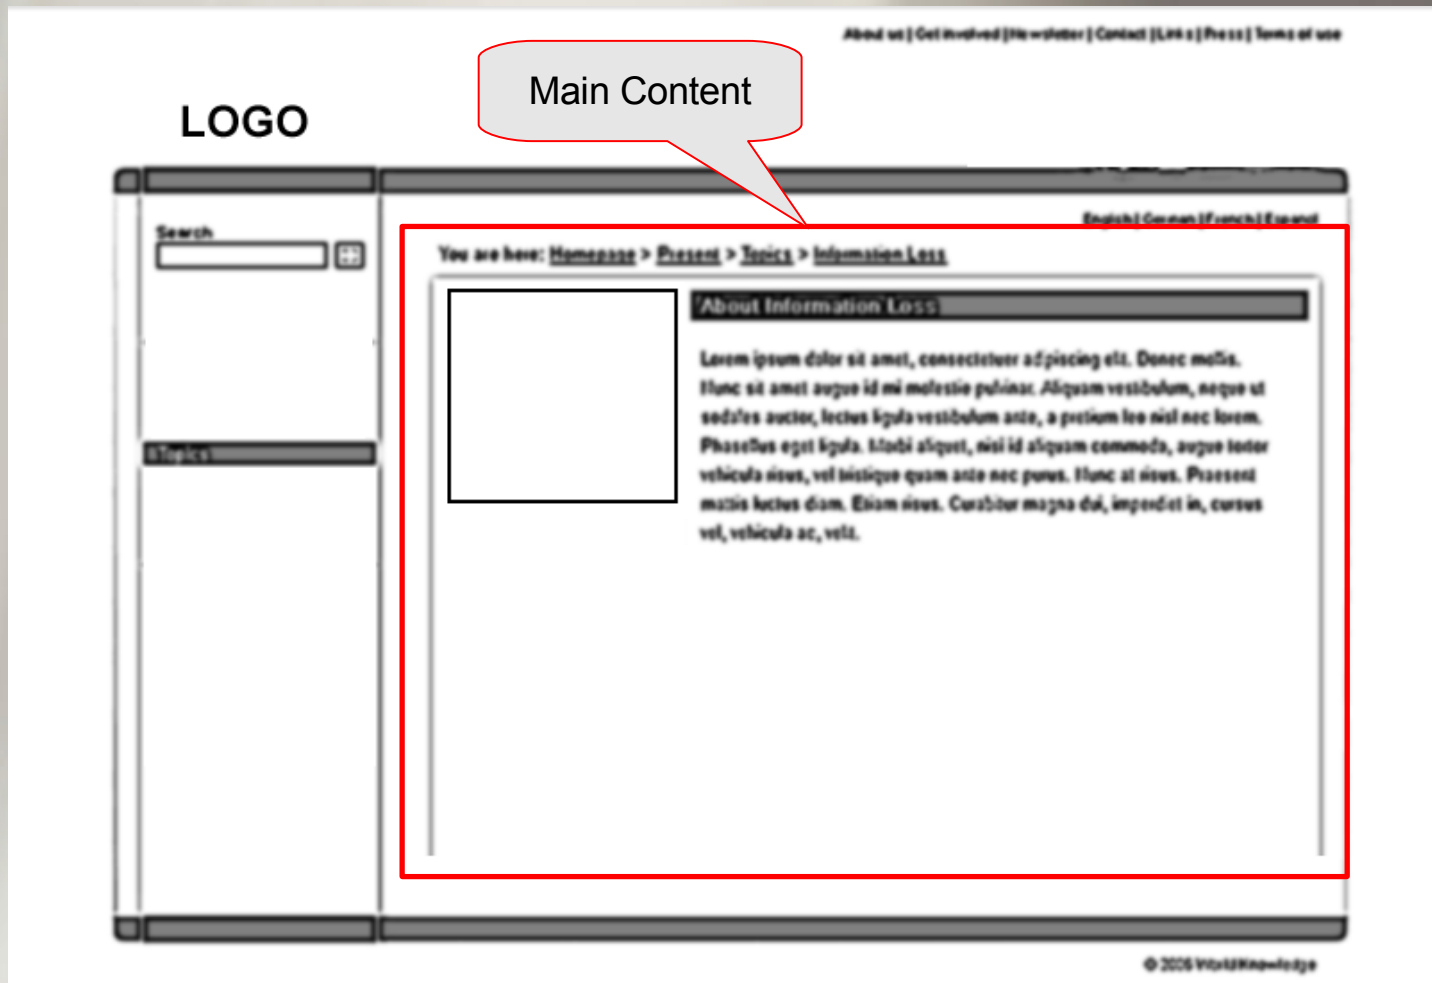 About us | Get involved | Newsletter | Contact | Links | Press | Terms of use
Main Content
LOGO
English | German | French | Espanol
Search
You are here: Homepage > Present > Topics > Information Loss
About Information Loss
Lorem ipsum dolor sit amet, consectetuer adipiscing elit. Donec mollis.
Nunc sit amet augue id mi molestie pulvinar. Aliquam vestibulum, neque ut
sodales auctor, lectus ligula vestibulum ante, a pretium leo nisl nec lorem.
Phasellus eget ligula. Morbi aliquet, nisl id aliquam commodo, augue tortor
vehicula risus, vel tristique quam ante nec purus. Nunc at risus. Praesent
mattis luctus diam. Etiam risus. Curabitur magna dui, imperdiet in, cursus
vel, vehicula ac, velit.
Topics
© 2005 World Knowledge